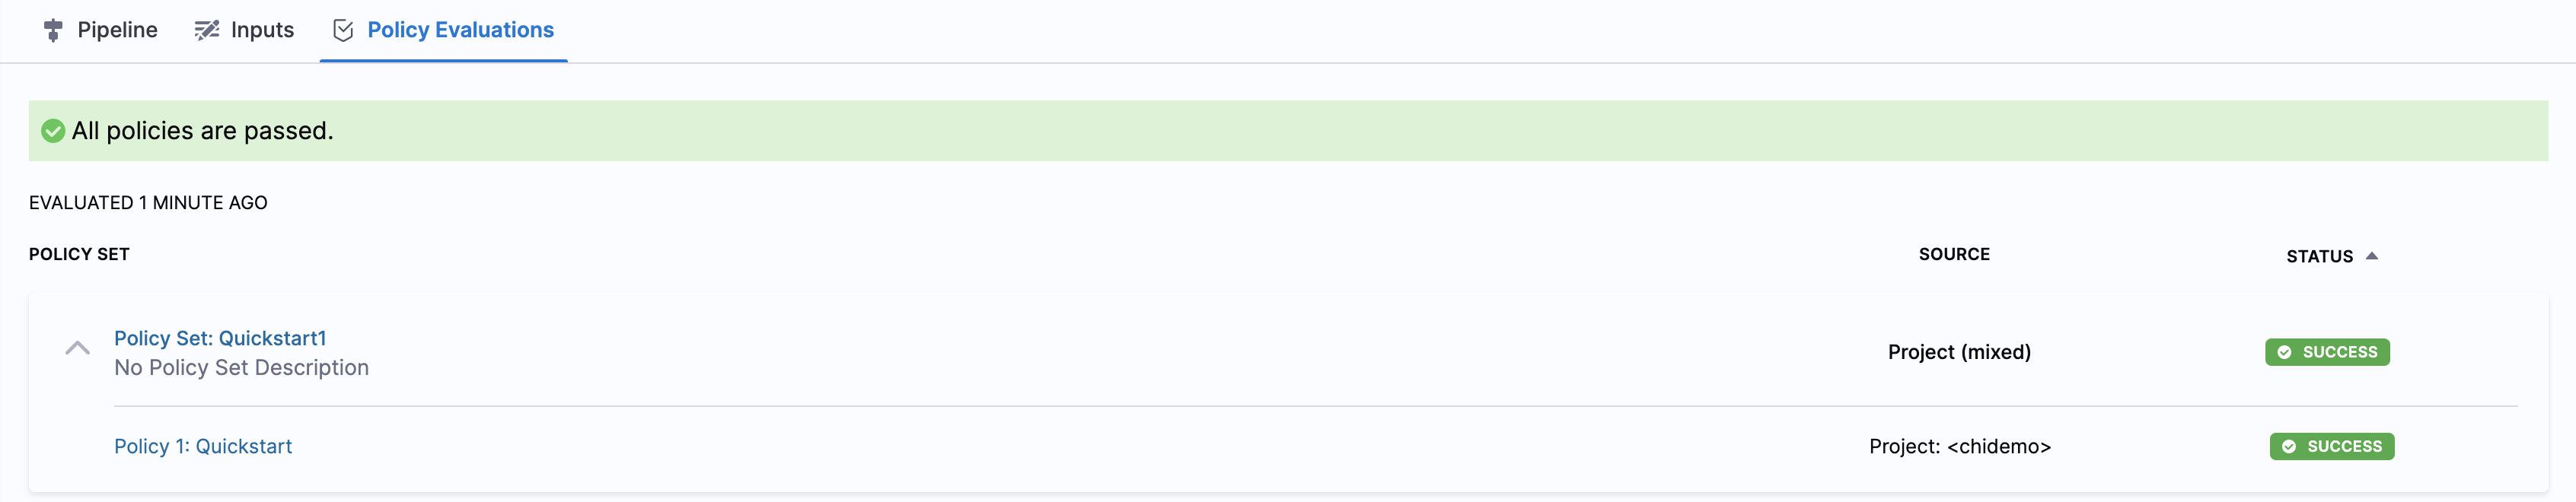 Pipeline Inputs Policy Evaluations
All policies are passed.
EVALUATED 1 MINUTE AGO
POLICY SET SOURCE STATUS
Policy Set: Quickstart1
No Policy Set Description
Project (mixed) SUCCESS
Policy 1: Quickstart Project: <chidemo> SUCCESS